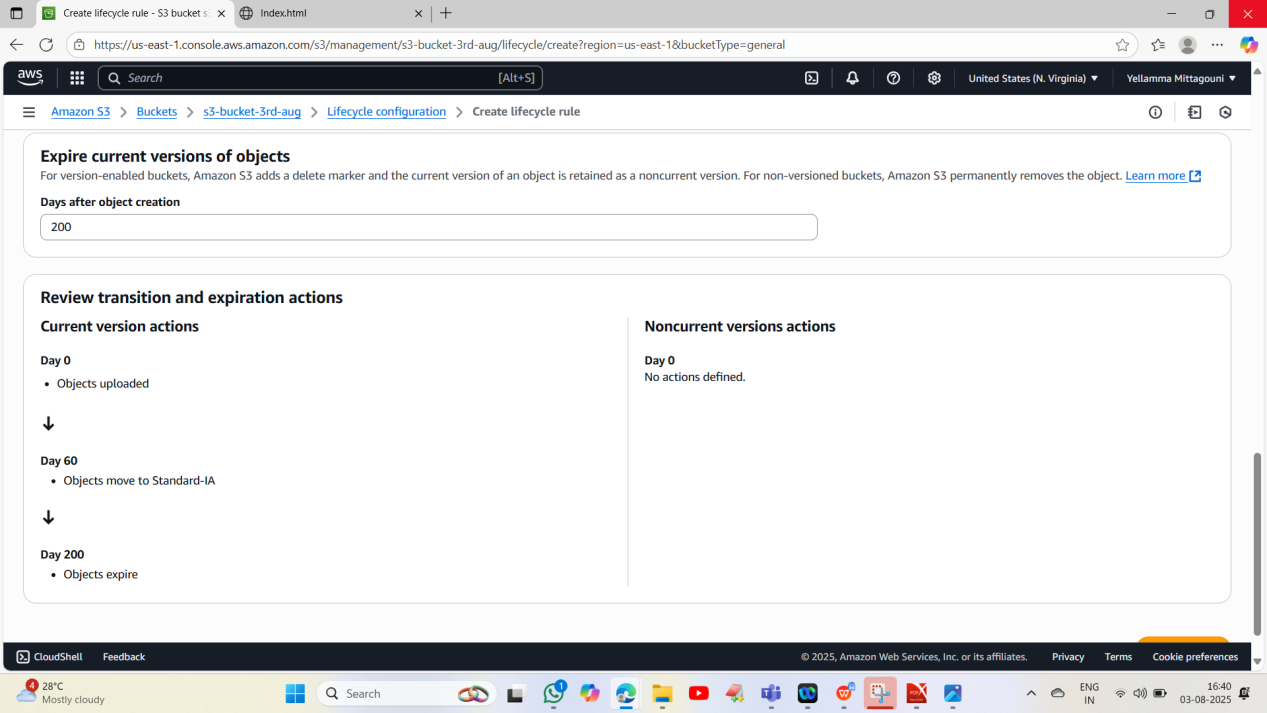 Create lifecycle rule - S3 bucket s
Index.html
https://us-east-1.console.aws.amazon.com/s3/management/s3-bucket-3rd-aug/lifecycle/create?region=us-east-1&bucketType=general
aws
Search
[Alt+S]
United States (N. Virginia)
Yellamma Mittagouni
Amazon S3 > Buckets > s3-bucket-3rd-aug > Lifecycle configuration > Create lifecycle rule
Expire current versions of objects
For version-enabled buckets, Amazon S3 adds a delete marker and the current version of an object is retained as a noncurrent version. For non-versioned buckets, Amazon S3 permanently removes the object. Learn more
Days after object creation
200
Review transition and expiration actions
Current version actions
Day 0
• Objects uploaded
Day 60
• Objects move to Standard-IA
Day 200
• Objects expire
Noncurrent versions actions
Day 0
No actions defined.
CloudShell Feedback
© 2025, Amazon Web Services, Inc. or its affiliates. Privacy Terms Cookie preferences
4
28°C
Mostly cloudy
Search
1
ENG
IN
16:40
03-08-2025